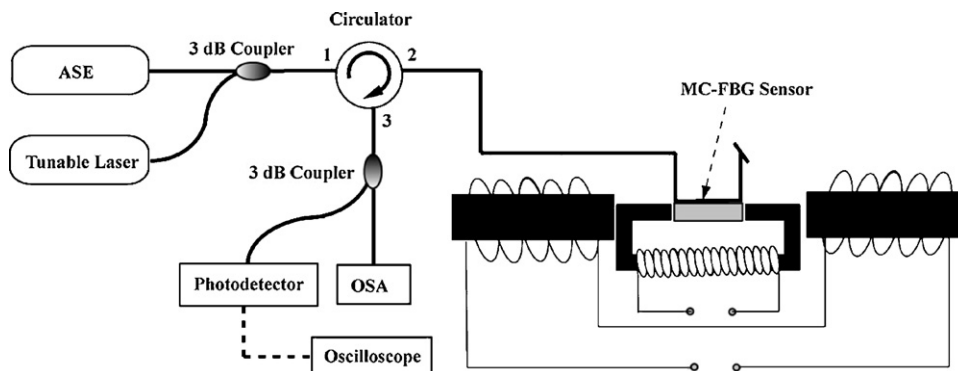 Circulator
3 dB Coupler
1
2
ASE
MC-FBG Sensor
3
Tunable Laser
3 dB Coupler
Photodetector
OSA
Oscilloscope